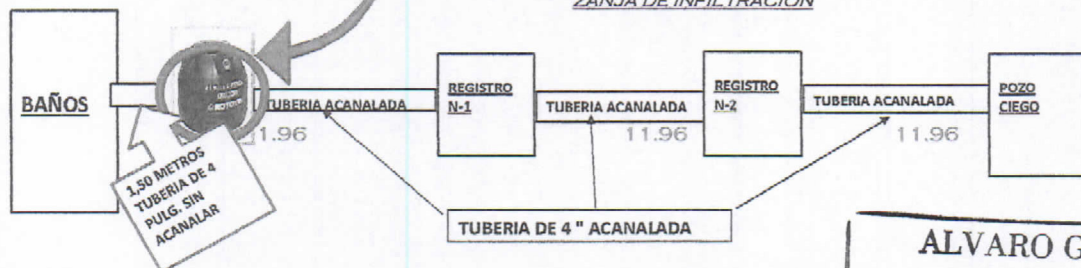 ZANJA DE INFILTRACION
BAÑOS
TUBERIA ACANALADA
1.96
REGISTRO
N-1
TUBERIA ACANALADA
11.96
REGISTRO
N-2
TUBERIA ACANALADA
11.96
POZO
CIEGO
1,50 METROS
TUBERIA DE 4
PULG. SIN
ACANALAR
TUBERIA DE 4 " ACANALADA
ALVARO G